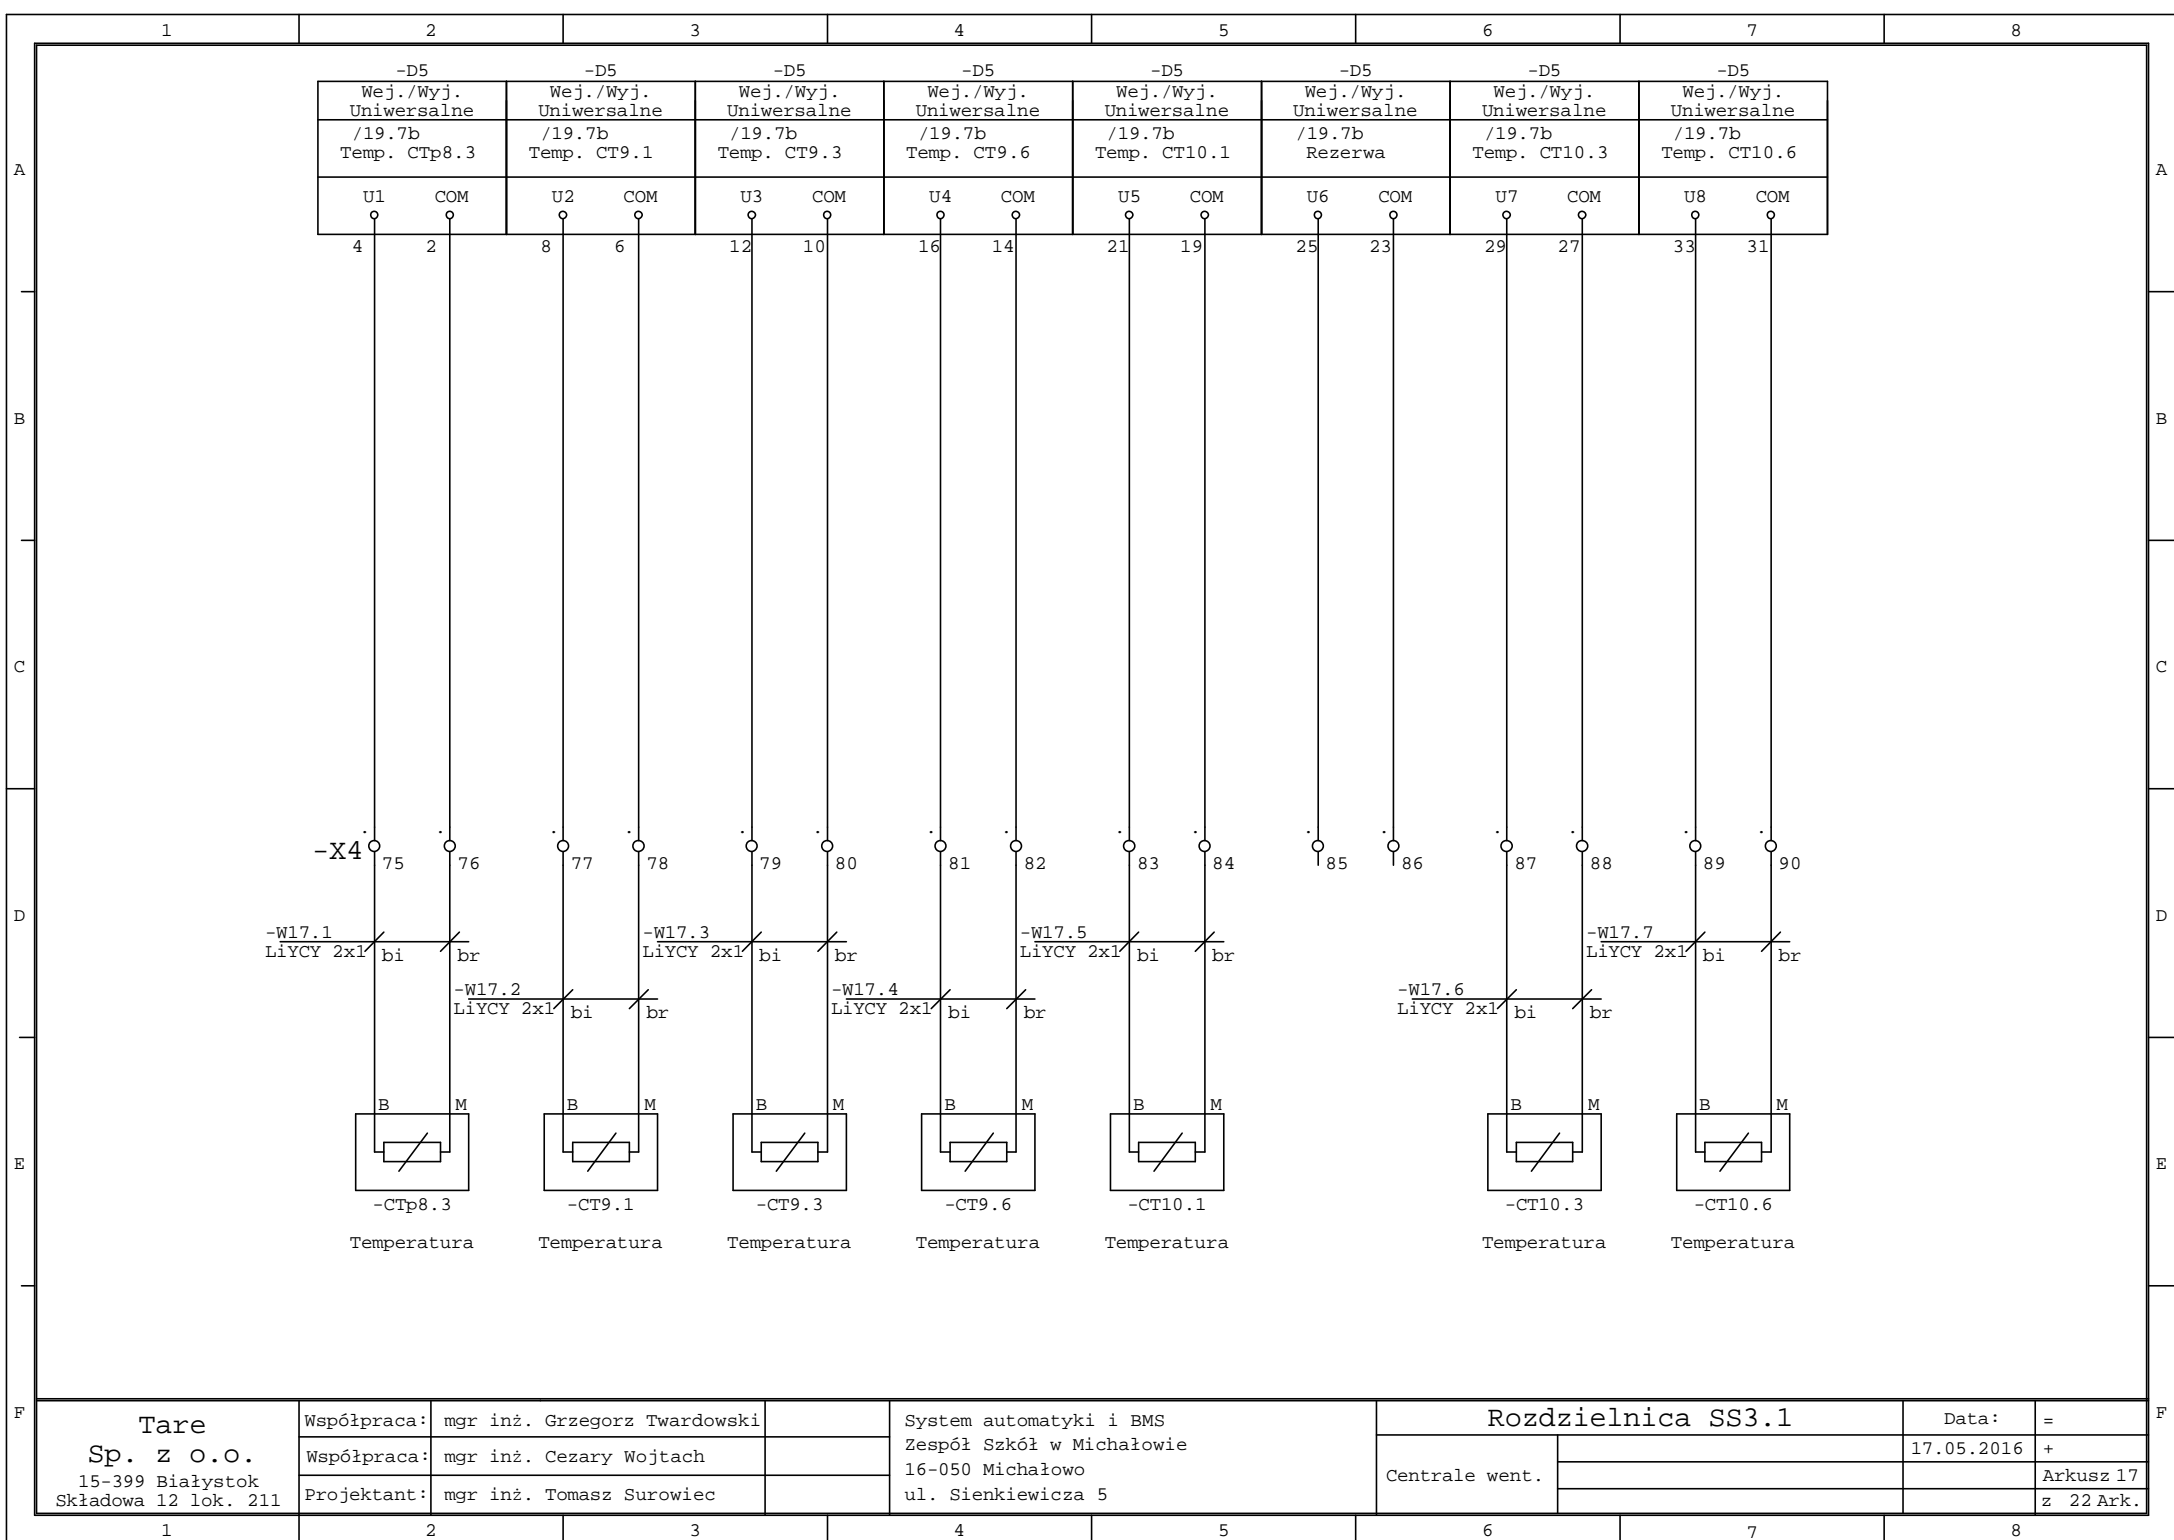 1 2 3 4 5 6 7 8
-D5 -D5 -D5 -D5 -D5 -D5 -D5 -D5
Wej./Wyj. Wej./Wyj. Wej./Wyj. Wej./Wyj. Wej./Wyj. Wej./Wyj. Wej./Wyj. Wej./Wyj.
Uniwersalne Uniwersalne Uniwersalne Uniwersalne Uniwersalne Uniwersalne Uniwersalne Uniwersalne
/19.7b /19.7b /19.7b /19.7b /19.7b /19.7b /19.7b /19.7b
Temp. CTp8.3 Temp. CT9.1 Temp. CT9.3 Temp. CT9.6 Temp. CT10.1 Rezerwa Temp. CT10.3 Temp. CT10.6
A A
U1 COM U2 COM U3 COM U4 COM U5 COM U6 COM U7 COM U8 COM
4 2 8 6 12 10 16 14 21 19 25 23 29 27 33 31
B B
C C
-X4 75 76 77 78 79 80 81 82 83 84 85 86 87 88 89 90
D D
-W17.1 -W17.3 -W17.5 -W17.7
LiYCY 2x1 bi br LiYCY 2x1 bi br LiYCY 2x1 bi br LiYCY 2x1 bi br
-W17.2 -W17.4 -W17.6
LiYCY 2x1 bi br LiYCY 2x1 bi br LiYCY 2x1 bi br
B M B M B M B M B M B M B M
E E
-CTp8.3 -CT9.1 -CT9.3 -CT9.6 -CT10.1 -CT10.3 -CT10.6
Temperatura Temperatura Temperatura Temperatura Temperatura Temperatura Temperatura
F F
Tare
Sp. z o.o.
15-399 Białystok
Składowa 12 lok. 211
Współpraca: mgr inż. Grzegorz Twardowski
Współpraca: mgr inż. Cezary Wojtach
Projektant: mgr inż. Tomasz Surowiec
System automatyki i BMS
Zespół Szkół w Michałowie
16-050 Michałowo
ul. Sienkiewicza 5
Rozdzielnica SS3.1
Centrale went.
Data: =
17.05.2016 +
Arkusz 17
z 22 Ark.
1 2 3 4 5 6 7 8